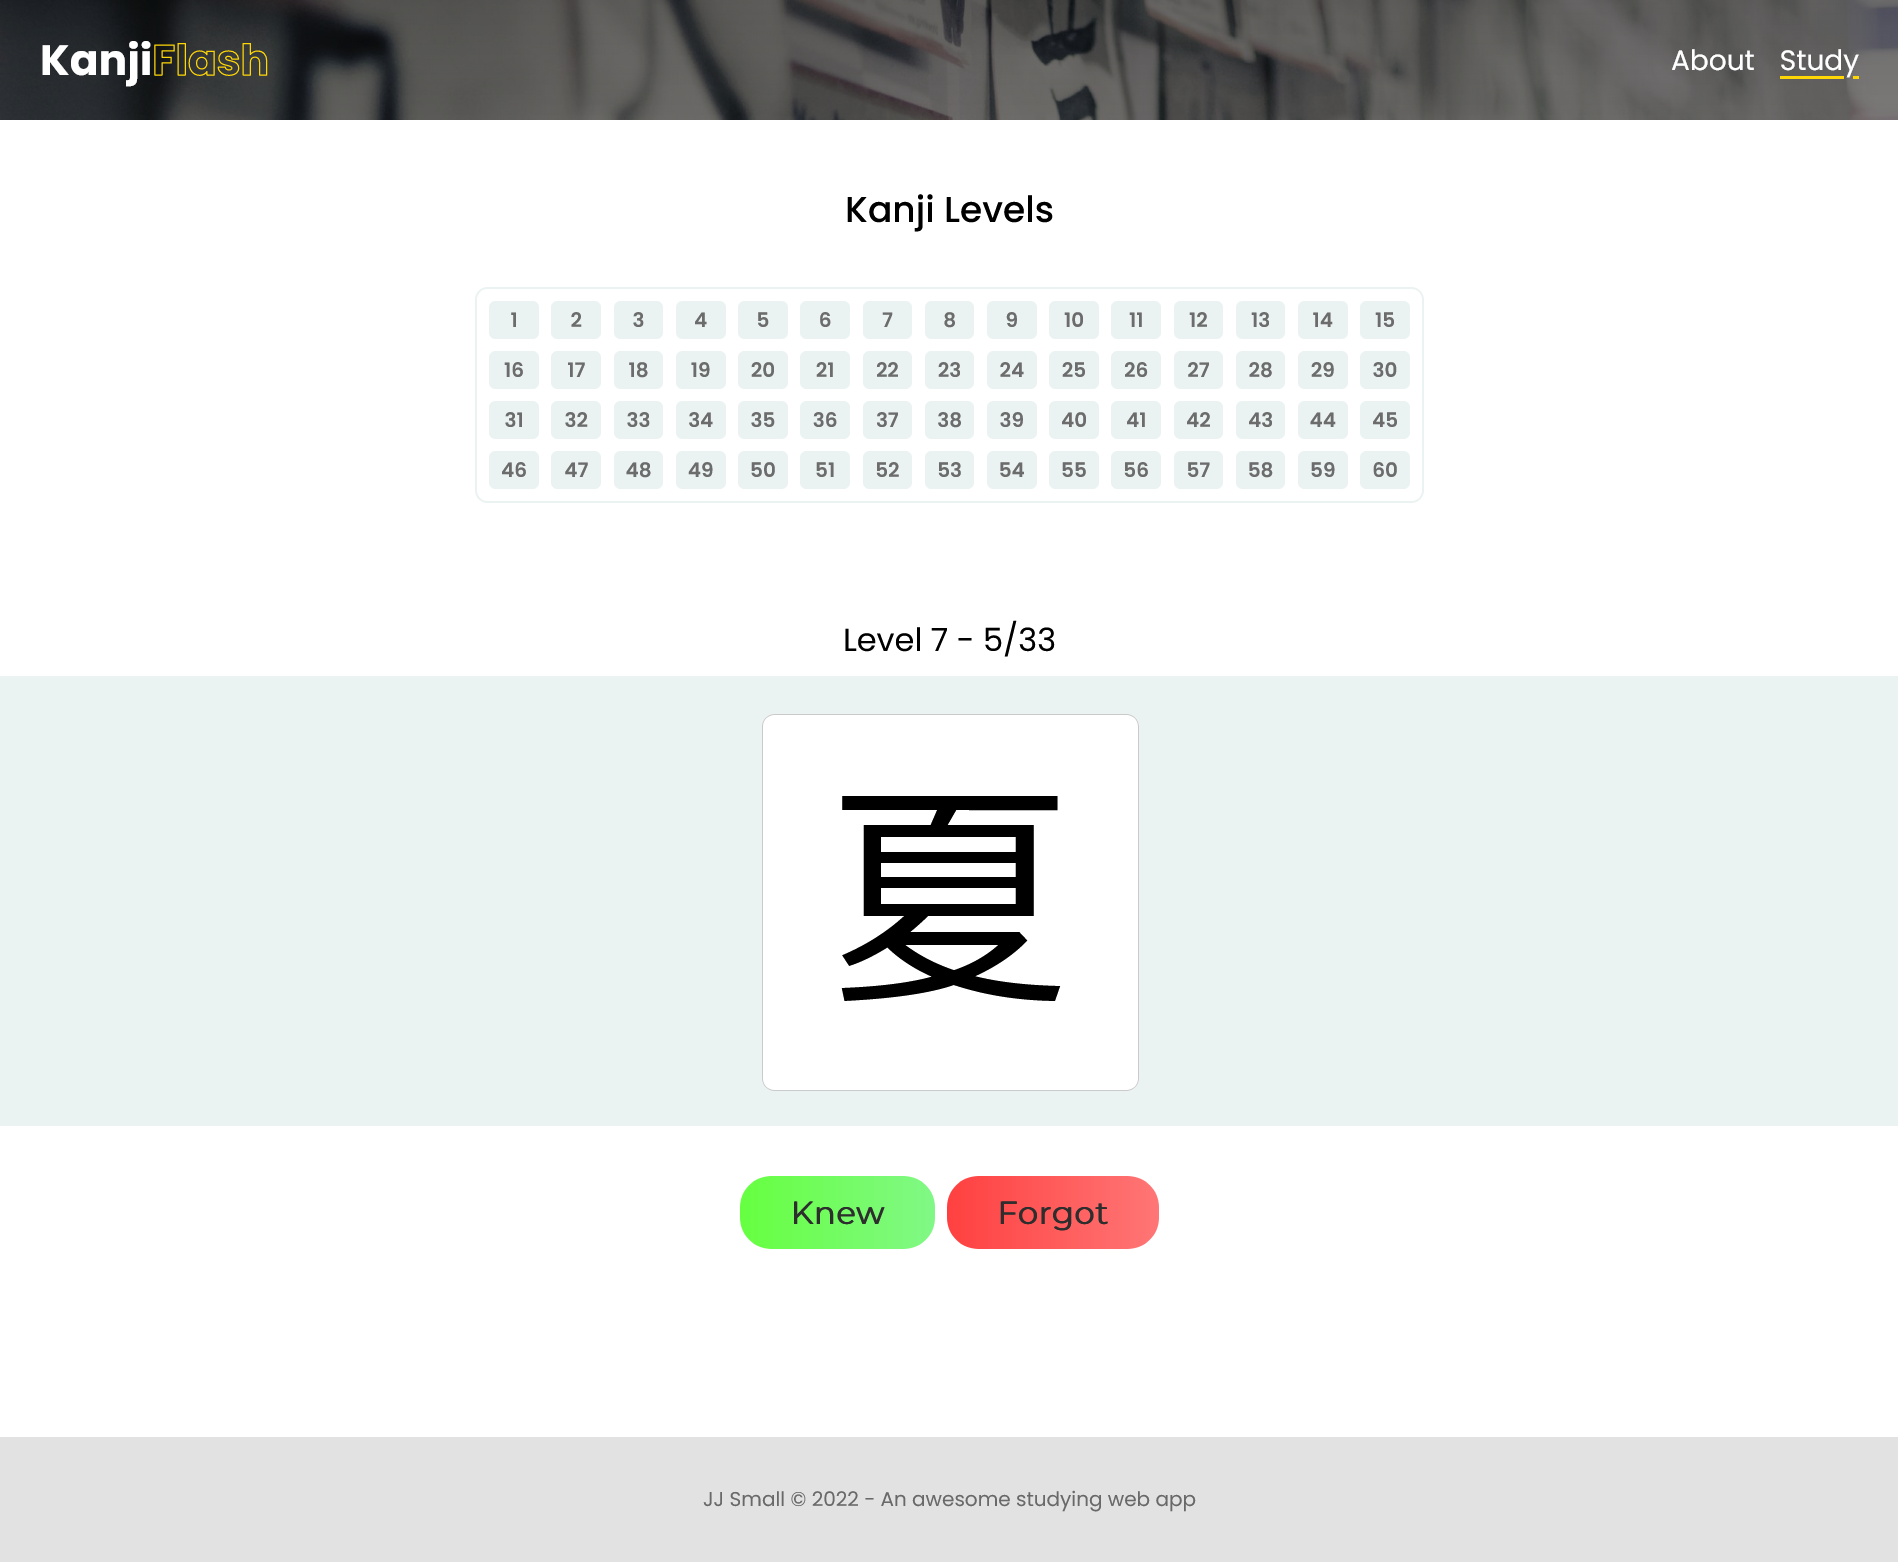 KanjiFlash
About Study
Kanji Levels
1 2 3 4 5 6 7 8 9 10 11 12 13 14 15
16 17 18 19 20 21 22 23 24 25 26 27 28 29 30
31 32 33 34 35 36 37 38 39 40 41 42 43 44 45
46 47 48 49 50 51 52 53 54 55 56 57 58 59 60
Level 7 - 5/33
夏
Knew Forgot
JJ Small © 2022 - An awesome studying web app